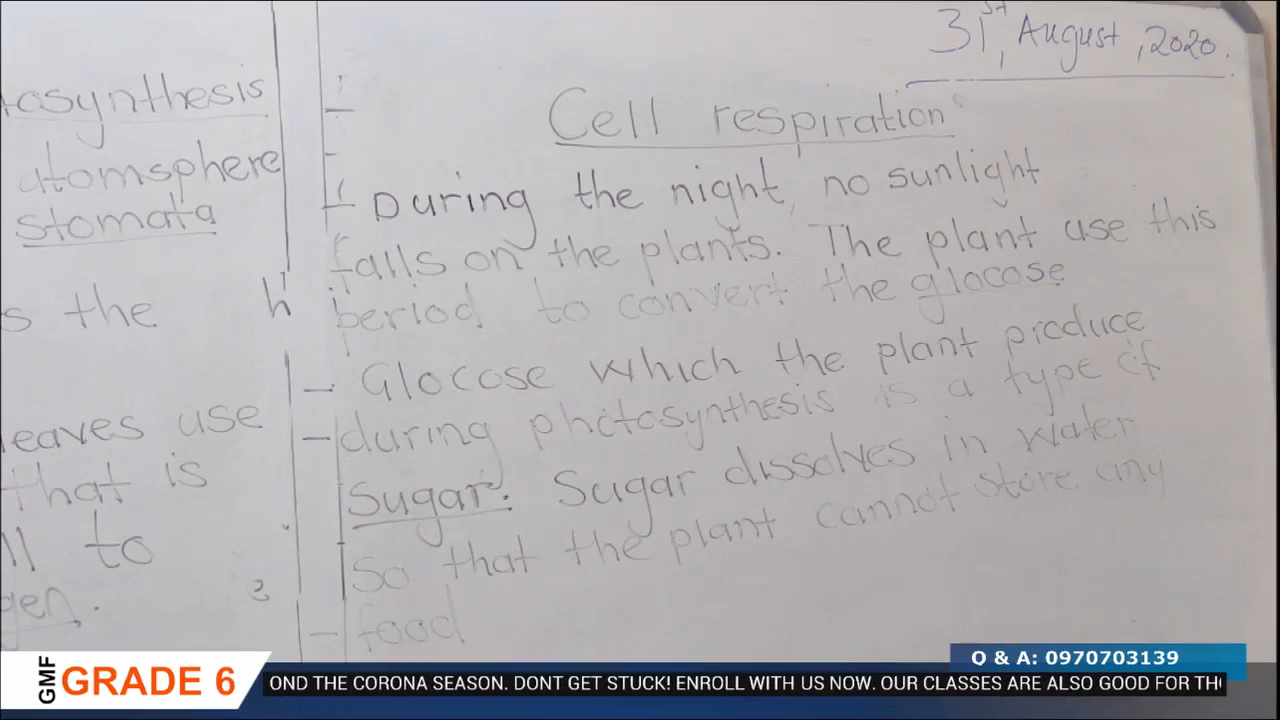 31st, August, 2020.
tosynthesis
atomsphere
stomata
s the
h
eaves use
that is
ll to
gen.
Cell respiration
During the night, no sunlight
falls on the plants. The plant use this
period to convert the glocose
- Glocose which the plant produce
during photosynthesis is a type of
Sugar. Sugar dissolves in water
So that the plant cannot store any
food
Q & A: 0970703139
GMF GRADE 6
OND THE CORONA SEASON. DONT GET STUCK! ENROLL WITH US NOW. OUR CLASSES ARE ALSO GOOD FOR TH